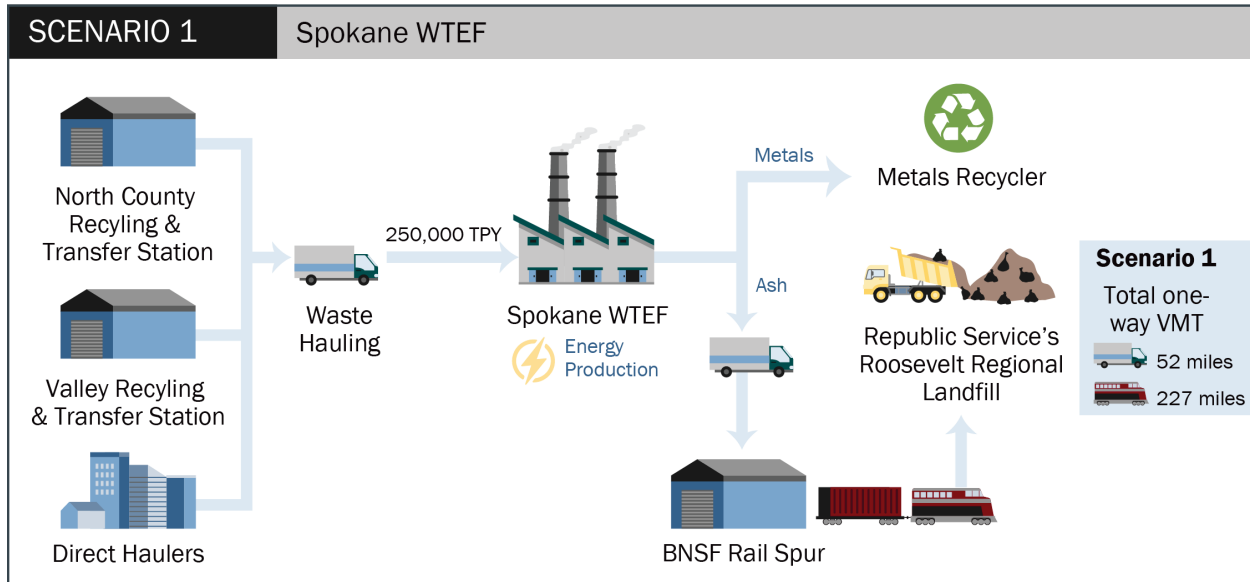 SCENARIO 1
Spokane WTEF
North County
Recyling &
Transfer Station
Valley Recyling
& Transfer Station
Direct Haulers
Waste
Hauling
250,000 TPY
Spokane WTEF
Energy
Production
Metals
Ash
Metals Recycler
Republic Service's
Roosevelt Regional
Landfill
BNSF Rail Spur
Scenario 1
Total one-
way VMT
52 miles
227 miles